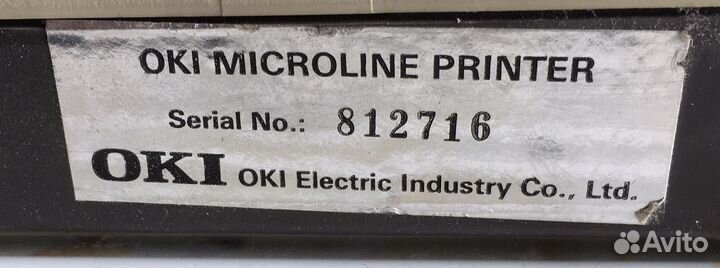 OKI MICROLINE PRINTER
Serial No.: 812716
OKI OKI Electric Industry Co., Ltd.
Avito